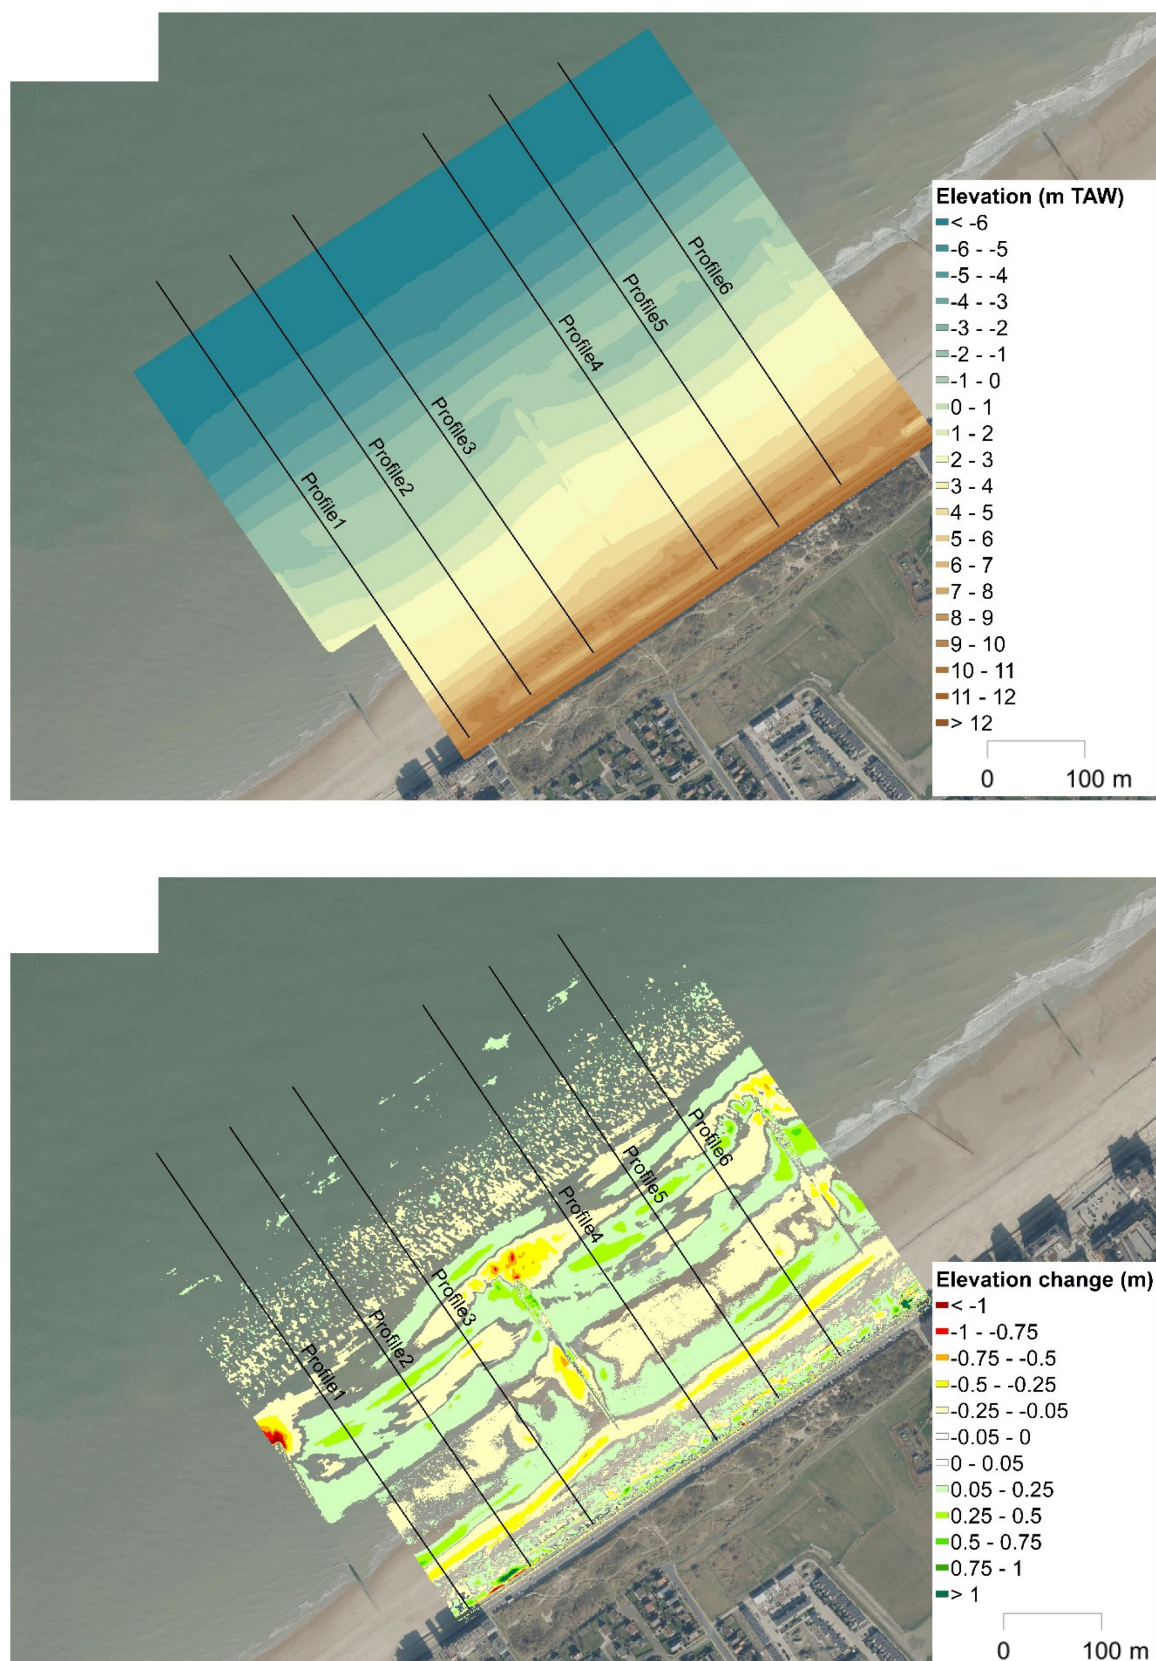 Profile6
Profile5
Profile4
Profile3
Profile2
Profile1
Elevation (m TAW)
< -6
-6 - -5
-5 - -4
-4 - -3
-3 - -2
-2 - -1
-1 - 0
0 - 1
1 - 2
2 - 3
3 - 4
4 - 5
5 - 6
6 - 7
7 - 8
8 - 9
9 - 10
10 - 11
11 - 12
> 12
0 100 m
Profile6
Profile5
Profile4
Profile3
Profile2
Profile1
Elevation change (m)
< -1
-1 - -0.75
-0.75 - -0.5
-0.5 - -0.25
-0.25 - -0.05
-0.05 - 0
0 - 0.05
0.05 - 0.25
0.25 - 0.5
0.5 - 0.75
0.75 - 1
> 1
0 100 m